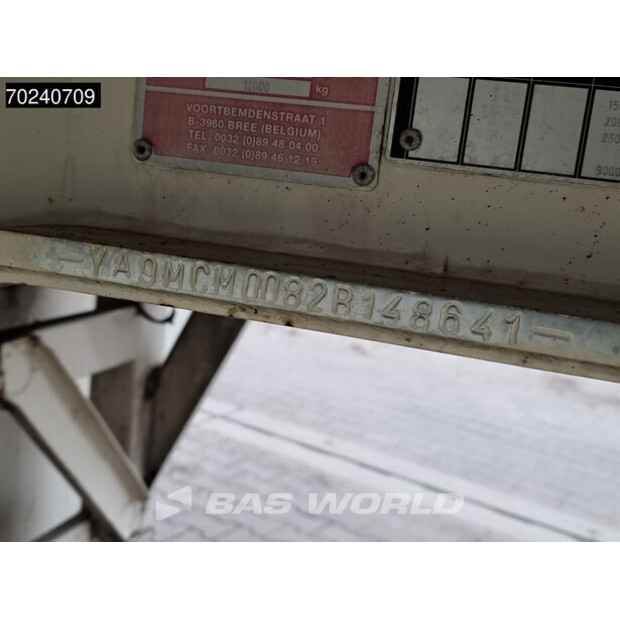 70240709
kg
VOORTBEMDENSTRAAT 1
B-3960 BREE (BELGIUM)
TEL. 0032 (0)89 48 04 00
FAX. 0032 (0)89 46 12 19
-YA9MCM0082B148641-
BAS WORLD